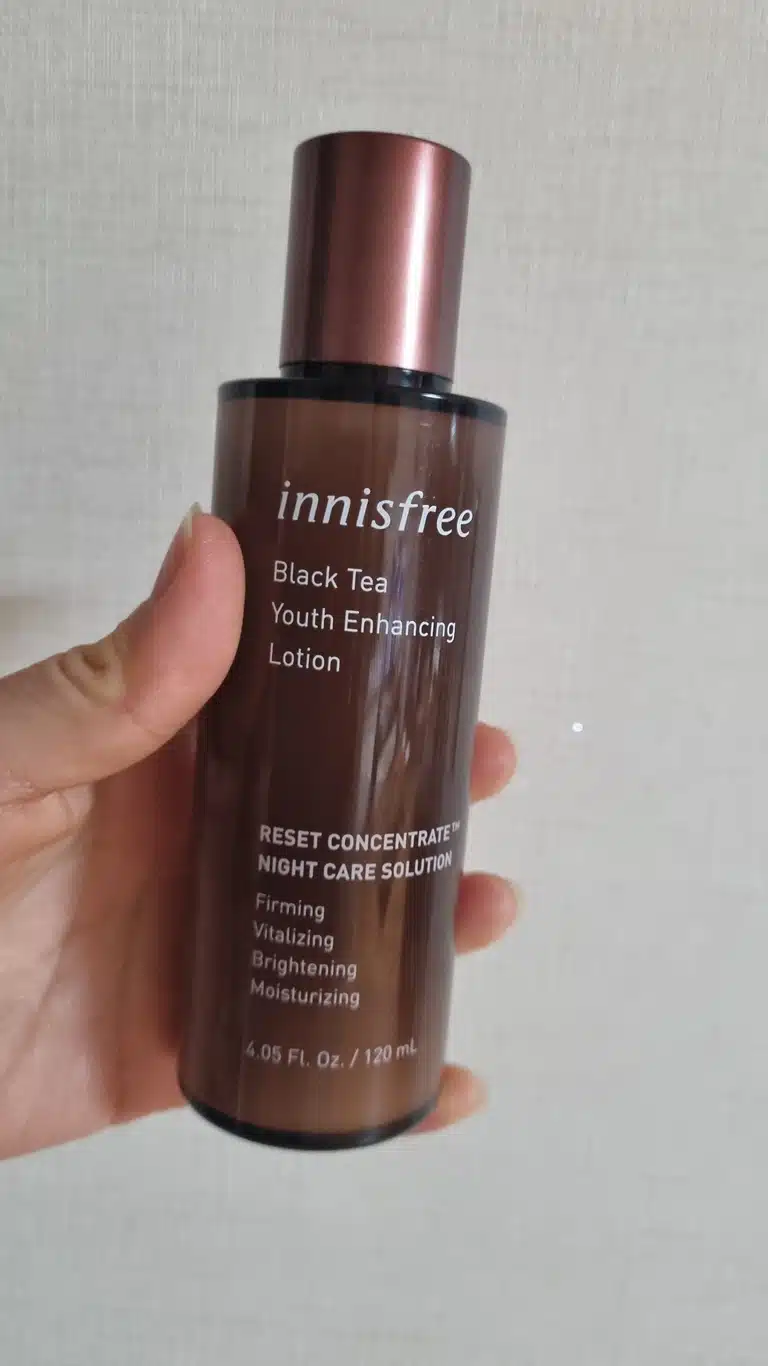 innisfree
Black Tea
Youth Enhancing
Lotion
RESET CONCENTRATE™
NIGHT CARE SOLUTION
Firming
Vitalizing
Brightening
Moisturizing
4.05 Fl. Oz. / 120 mL